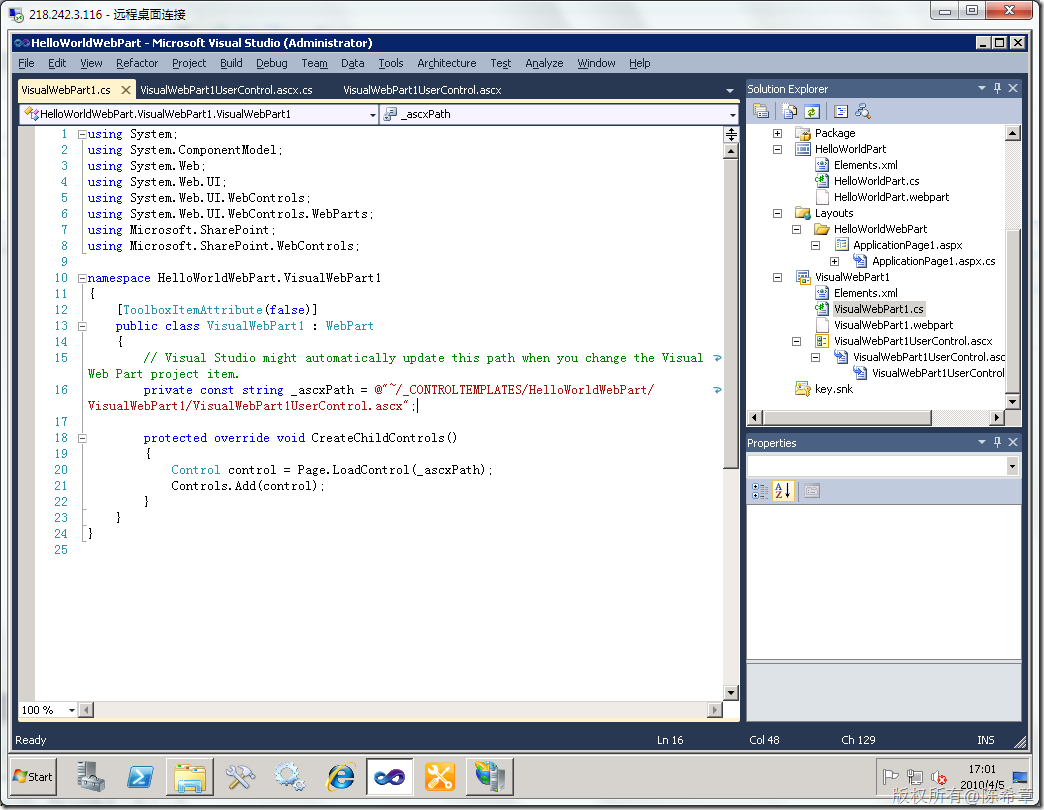 218.242.3.116 - 远程桌面连接
HelloWorldWebPart - Microsoft Visual Studio (Administrator)
File Edit View Refactor Project Build Debug Team Data Tools Architecture Test Analyze Window Help
VisualWebPart1.cs VisualWebPart1UserControl.ascx.cs VisualWebPart1UserControl.ascx
HelloWorldWebPart.VisualWebPart1.VisualWebPart1 _ascxPath
1 using System;
2 using System.ComponentModel;
3 using System.Web;
4 using System.Web.UI;
5 using System.Web.UI.WebControls;
6 using System.Web.UI.WebControls.WebParts;
7 using Microsoft.SharePoint;
8 using Microsoft.SharePoint.WebControls;
9
10 namespace HelloWorldWebPart.VisualWebPart1
11 {
12 [ToolboxItemAttribute(false)]
13 public class VisualWebPart1 : WebPart
14 {
15 // Visual Studio might automatically update this path when you change the Visual
Web Part project item.
16 private const string _ascxPath = @"~/_CONTROLTEMPLATES/HelloWorldWebPart/
VisualWebPart1/VisualWebPart1UserControl.ascx";
17
18 protected override void CreateChildControls()
19 {
20 Control control = Page.LoadControl(_ascxPath);
21 Controls.Add(control);
22 }
23 }
24 }
25
100 %
Solution Explorer
Package
HelloWorldPart
Elements.xml
HelloWorldPart.cs
HelloWorldPart.webpart
Layouts
HelloWorldWebPart
ApplicationPage1.aspx
ApplicationPage1.aspx.cs
VisualWebPart1
Elements.xml
VisualWebPart1.cs
VisualWebPart1.webpart
VisualWebPart1UserControl.ascx
VisualWebPart1UserControl.asc
VisualWebPart1UserControl
key.snk
Properties
Ready Ln 16 Col 48 Ch 129 INS
Start
17:01
2010/4/5
版权所有@陈希章